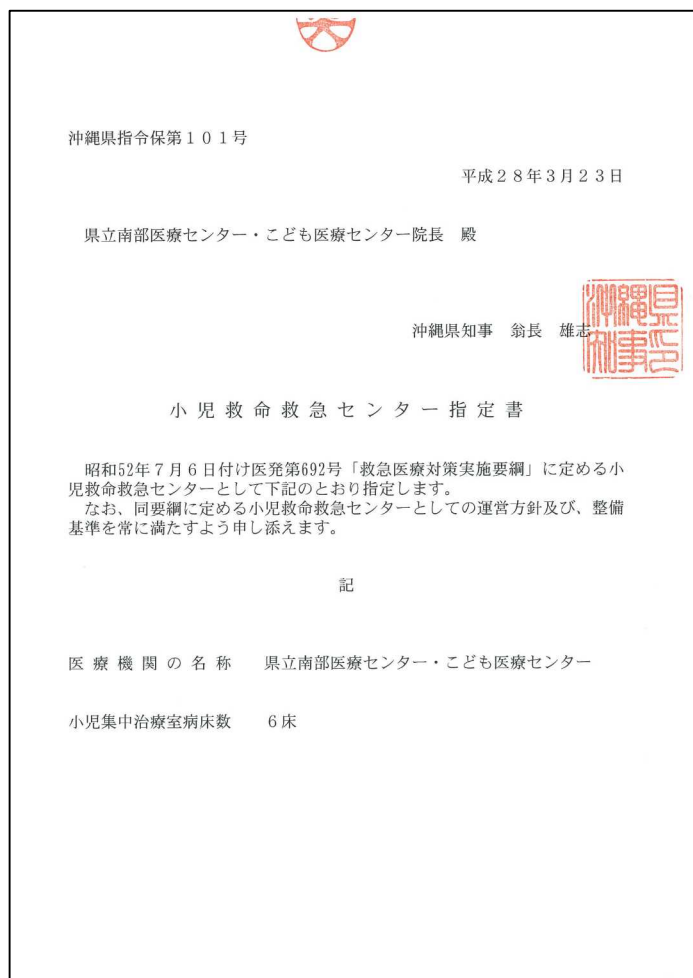 沖縄県指令保第１０１号
平成２８年３月２３日
県立南部医療センター・こども医療センター院長　殿
沖縄県知事　翁長　雄志
沖縄県知事印
小児救命救急センター指定書
昭和52年７月６日付け医発第692号「救急医療対策実施要綱」に定める小
児救命救急センターとして下記のとおり指定します。
なお、同要綱に定める小児救命救急センターとしての運営方針及び、整備
基準を常に満たすよう申し添えます。
記
医療機関の名称　県立南部医療センター・こども医療センター
小児集中治療室病床数　６床